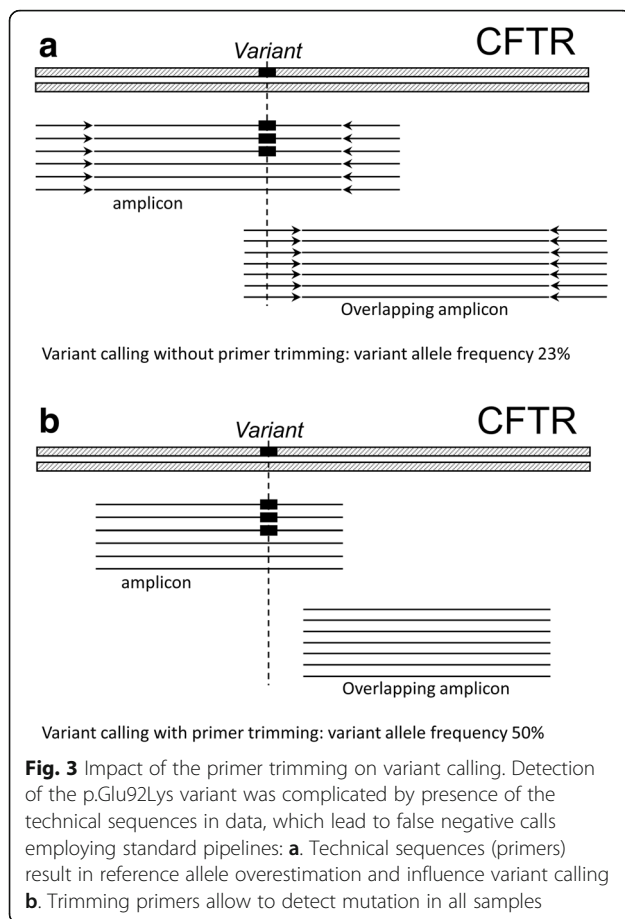 a
CFTR
Variant
amplicon
Overlapping amplicon
Variant calling without primer trimming: variant allele frequency 23%
b
CFTR
Variant
amplicon
Overlapping amplicon
Variant calling with primer trimming: variant allele frequency 50%
Fig. 3 Impact of the primer trimming on variant calling. Detection
of the p.Glu92Lys variant was complicated by presence of the
technical sequences in data, which lead to false negative calls
employing standard pipelines: a. Technical sequences (primers)
result in reference allele overestimation and influence variant calling
b. Trimming primers allow to detect mutation in all samples